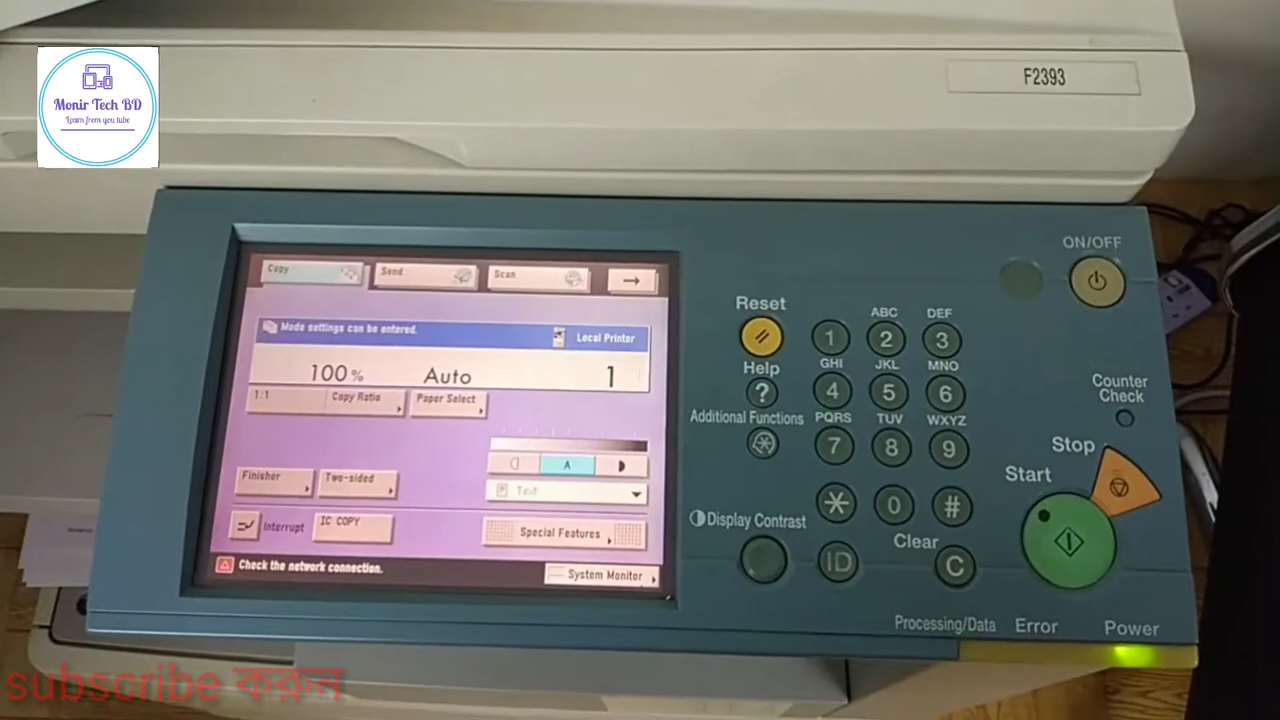 Monir Tech BD
Learn from you tube
F2393
ON/OFF
Copy
Send
Scan
Mode settings can be entered.
Local Printer
100 %
Auto
1
1:1
Copy Ratio
Paper Select
A
Text
Finisher
Two-sided
Interrupt
IC COPY
Special Features
Check the network connection.
System Monitor
Reset
Help
?
Additional Functions
Display Contrast
1
ABC
2
DEF
3
GHI
4
JKL
5
MNO
6
PQRS
7
TUV
8
WXYZ
9
0
#
ID
Clear
C
Counter
Check
Stop
Start
Processing/Data
Error
Power
subscribe করুন